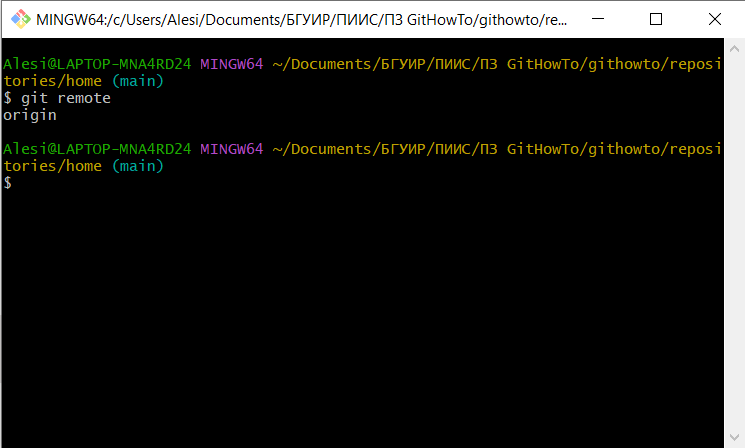 MINGW64:/c/Users/Alesi/Documents/БГУИР/ПИИС/ПЗ GitHowTo/githowto/re...
Alesi@LAPTOP-MNA4RD24 MINGW64 ~/Documents/БГУИР/ПИИС/ПЗ GitHowTo/githowto/reposi
tories/home (main)
$ git remote
origin
Alesi@LAPTOP-MNA4RD24 MINGW64 ~/Documents/БГУИР/ПИИС/ПЗ GitHowTo/githowto/reposi
tories/home (main)
$